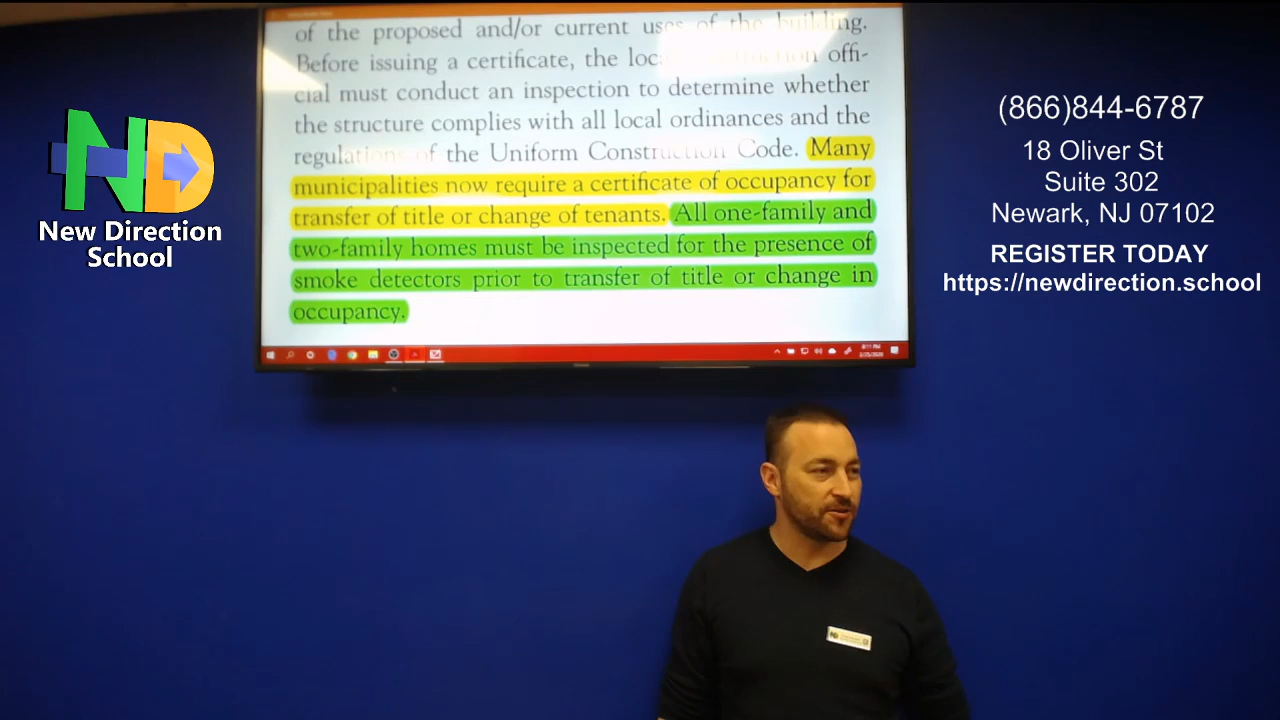 of the proposed and/or current uses of the building.
Before issuing a certificate, the local construction offi-
cial must conduct an inspection to determine whether
the structure complies with all local ordinances and the
regulations of the Uniform Construction Code. Many
municipalities now require a certificate of occupancy for
transfer of title or change of tenants. All one-family and
two-family homes must be inspected for the presence of
smoke detectors prior to transfer of title or change in
occupancy.
ND
New Direction
School
(866)844-6787
18 Oliver St
Suite 302
Newark, NJ 07102
REGISTER TODAY
https://newdirection.school